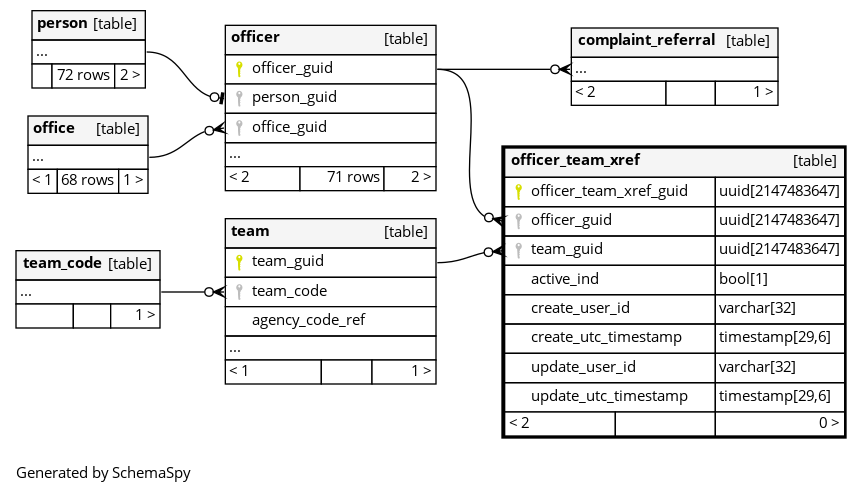 person [table]
...
72 rows 2 >
office [table]
...
< 1 68 rows 1 >
team_code [table]
...
1 >
officer [table]
officer_guid
person_guid
office_guid
...
< 2 71 rows 2 >
team [table]
team_guid
team_code
agency_code_ref
...
< 1 1 >
complaint_referral [table]
...
< 2 1 >
officer_team_xref [table]
officer_team_xref_guid uuid[2147483647]
officer_guid uuid[2147483647]
team_guid uuid[2147483647]
active_ind bool[1]
create_user_id varchar[32]
create_utc_timestamp timestamp[29,6]
update_user_id varchar[32]
update_utc_timestamp timestamp[29,6]
< 2 0 >
Generated by SchemaSpy